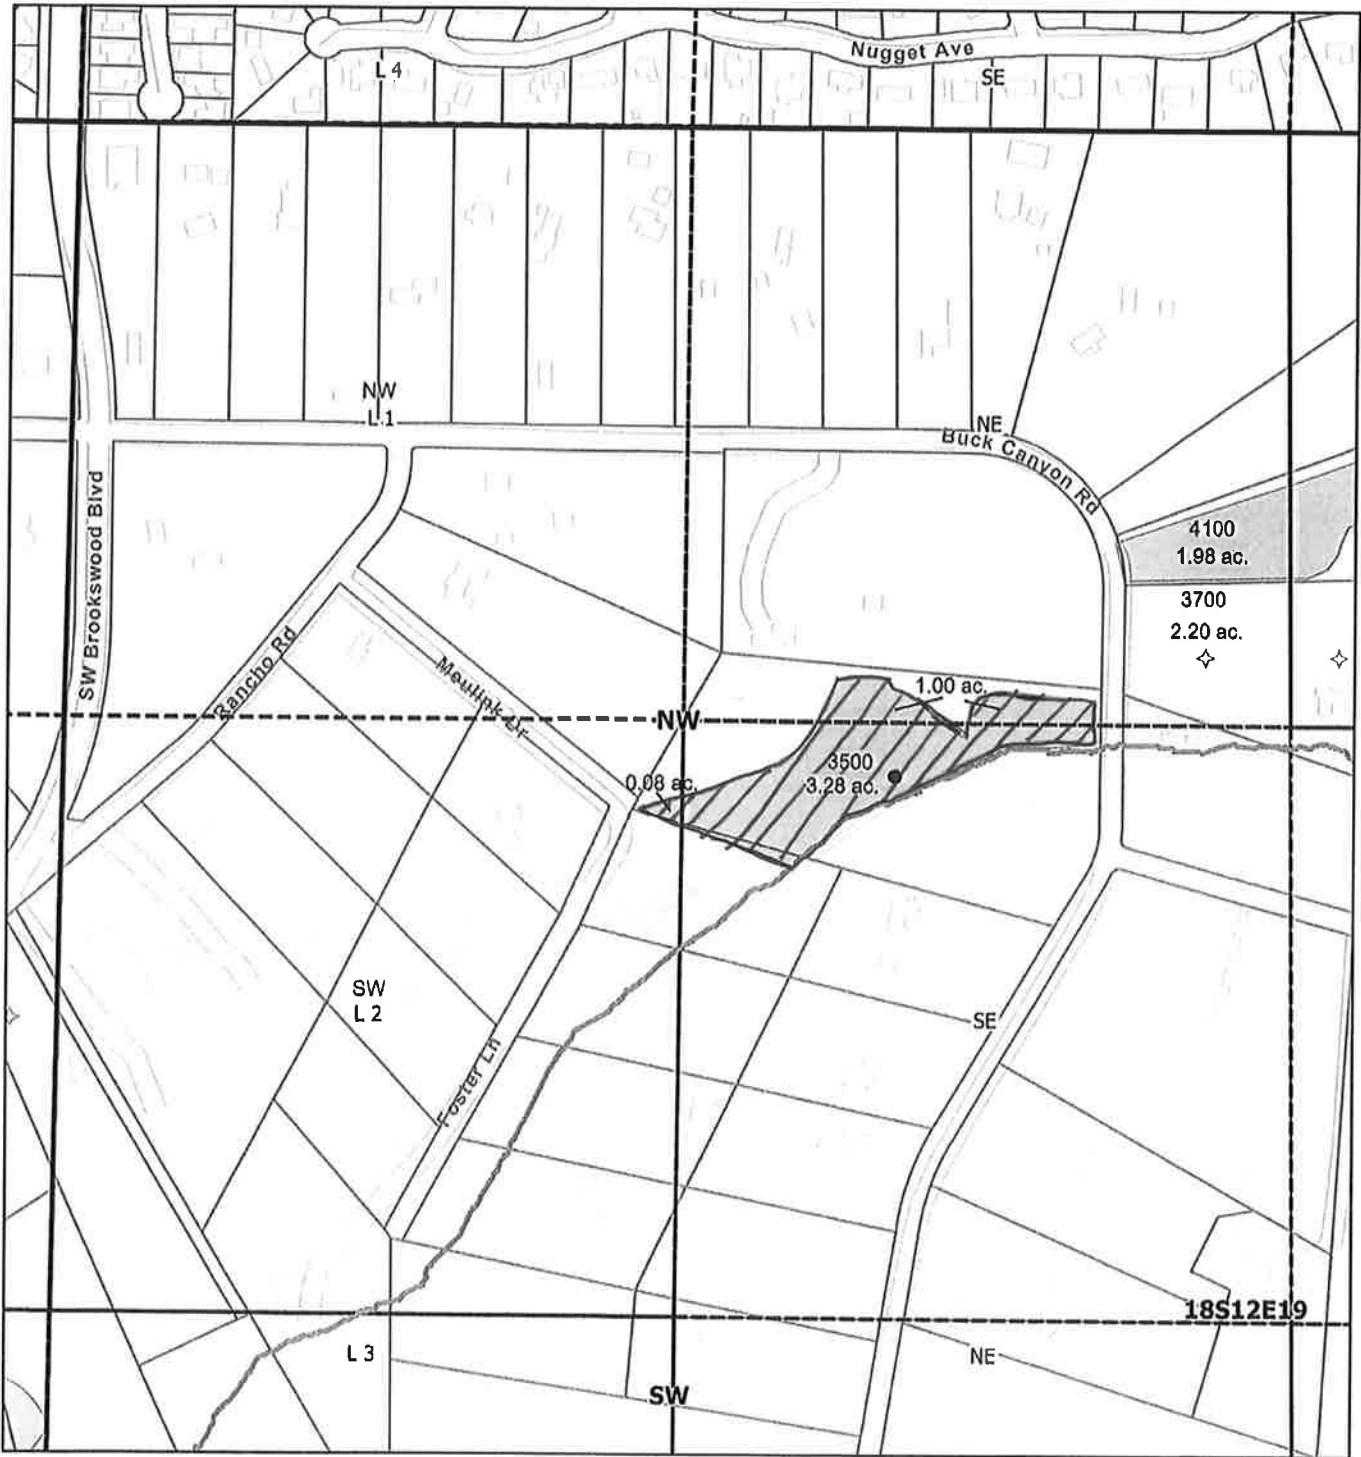 Nugget Ave
L 4
SE
NW
L 1
NE
Buck Canyon Rd
SW Brookswood Blvd
4100
1.98 ac.
3700
2.20 ac.
Rancho Rd
Meulink Dr
1.00 ac.
NW
3500
3.28 ac.
0.08 ac.
SW
L 2
SE
Foster Ln
18S12E19
L 3
NE
SW